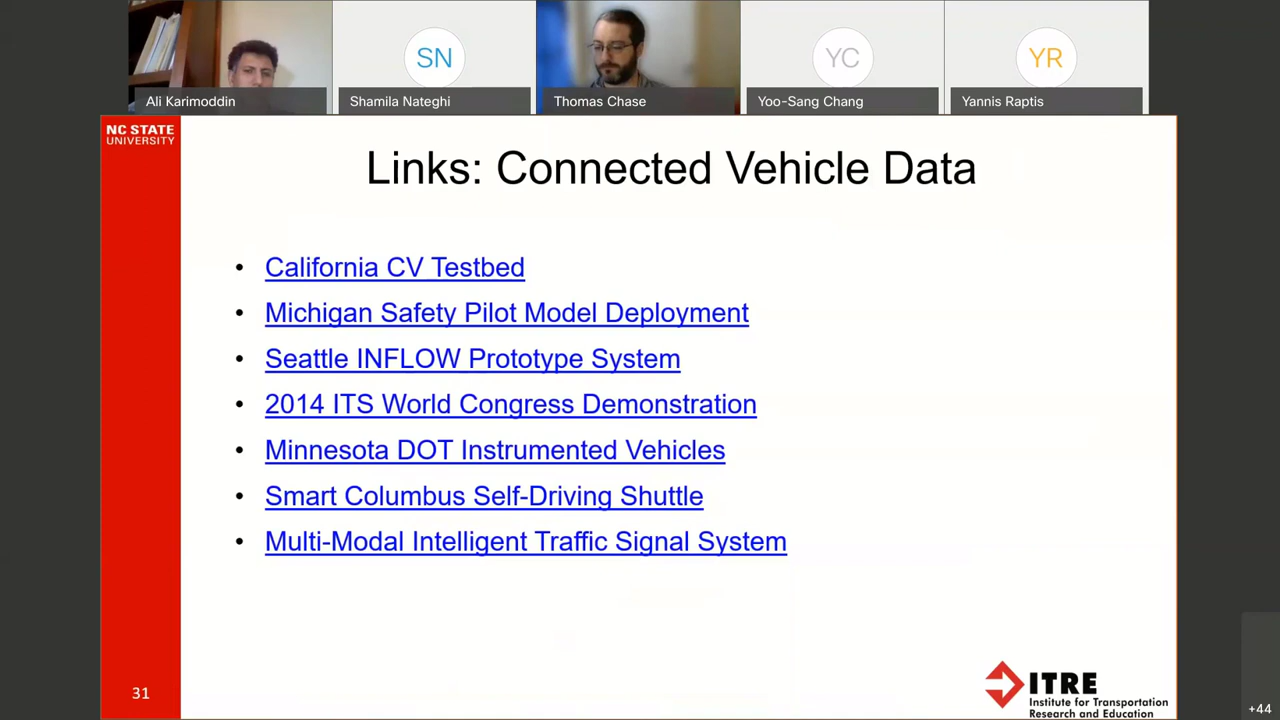 SN
YC
YR
Ali Karimoddin
Shamila Nateghi
Thomas Chase
Yoo-Sang Chang
Yannis Raptis
NC STATE
UNIVERSITY
Links: Connected Vehicle Data
• California CV Testbed
• Michigan Safety Pilot Model Deployment
• Seattle INFLOW Prototype System
• 2014 ITS World Congress Demonstration
• Minnesota DOT Instrumented Vehicles
• Smart Columbus Self-Driving Shuttle
• Multi-Modal Intelligent Traffic Signal System
31
ITRE
Institute for Transportation
Research and Education
+44